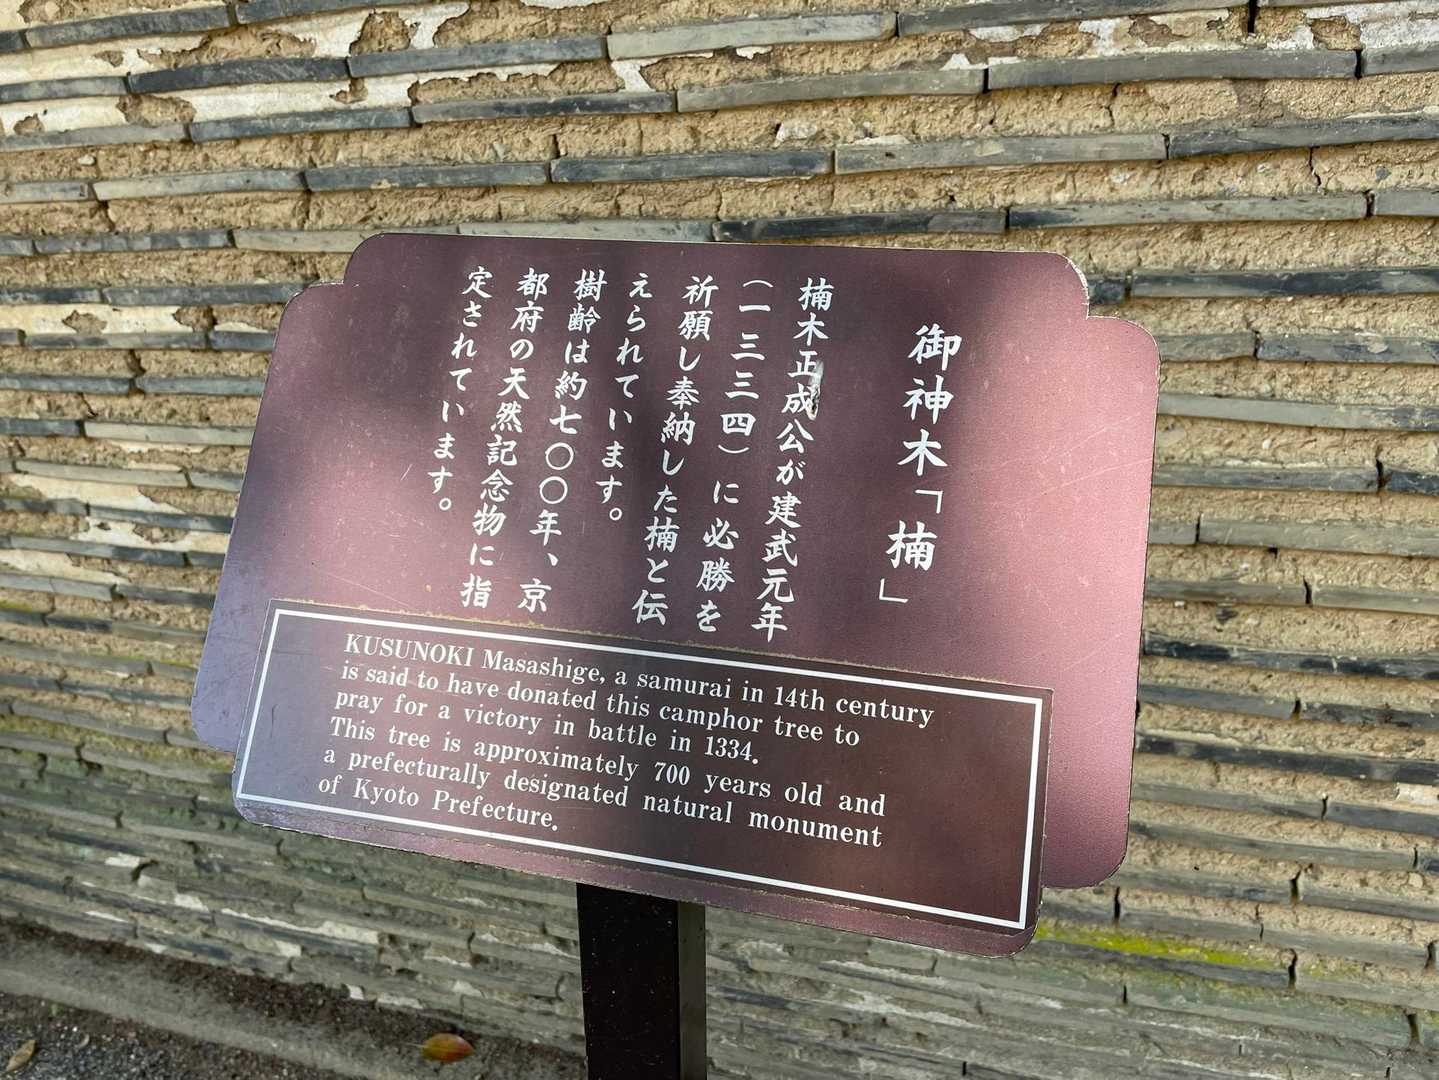 御神木「楠」
楠木正成公が建武元年
（一三三四）に必勝を
祈願し奉納した楠と伝
えられています。
樹齢は約七〇〇年、京
都府の天然記念物に指
定されています。
KUSUNOKI Masashige, a samurai in 14th century
is said to have donated this camphor tree to
pray for a victory in battle in 1334.
This tree is approximately 700 years old and
a prefecturally designated natural monument
of Kyoto Prefecture.